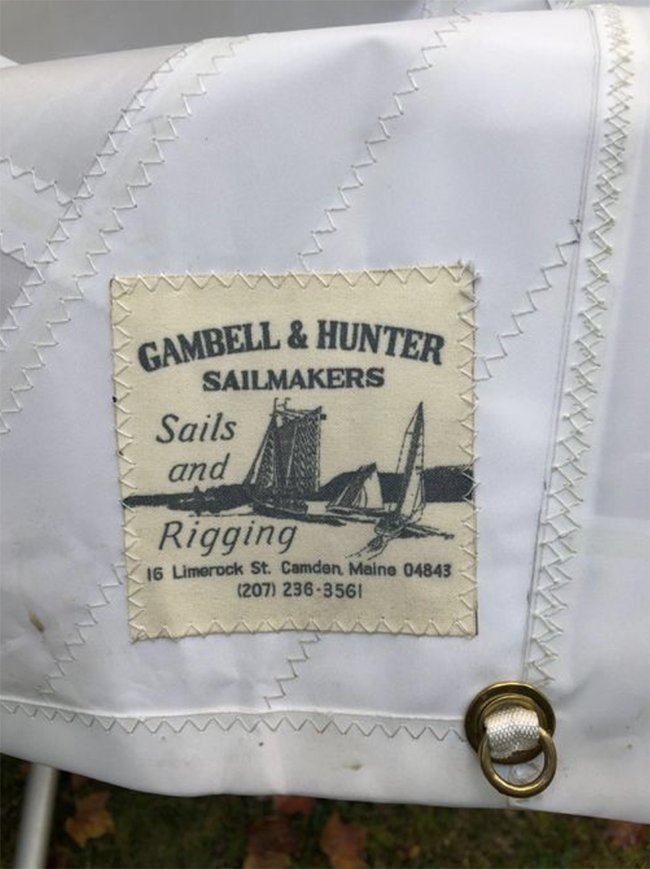 GAMBELL & HUNTER
SAILMAKERS
Sails
and
Rigging
16 Limerock St. Camden, Maine 04843
(207) 236-3561